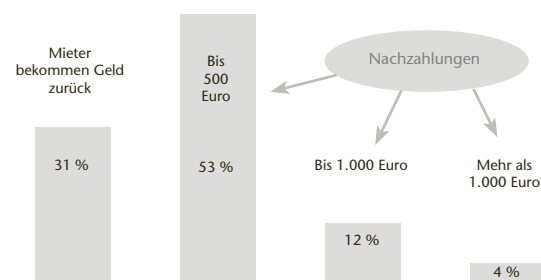 Mieter
bekommen Geld
zurück
31 %
Bis
500
Euro
53 %
Nachzahlungen
Bis 1.000 Euro
12 %
Mehr als
1.000 Euro
4 %